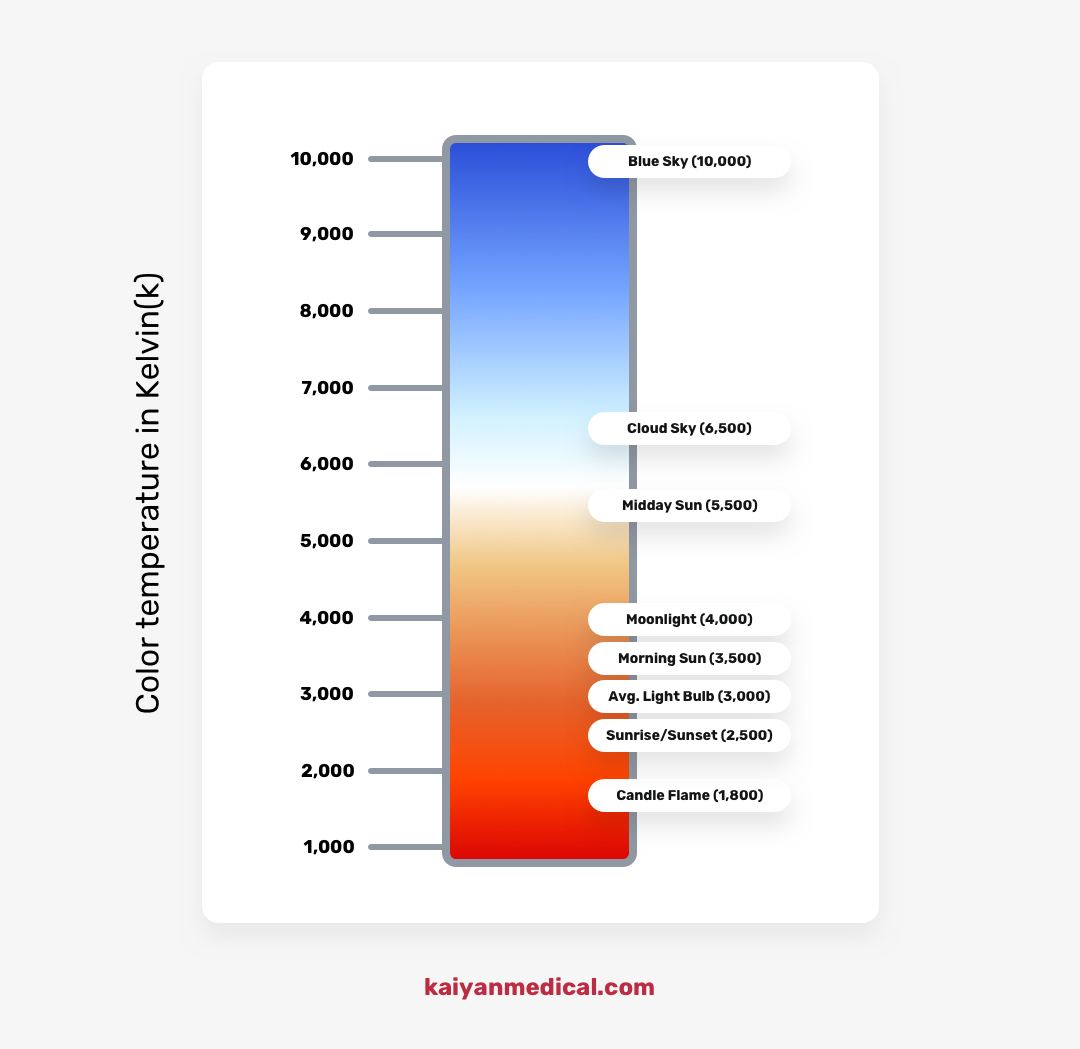 Color temperature in Kelvin(k)
10,000
Blue Sky (10,000)
9,000
8,000
7,000
Cloud Sky (6,500)
6,000
Midday Sun (5,500)
5,000
4,000
Moonlight (4,000)
Morning Sun (3,500)
3,000
Avg. Light Bulb (3,000)
Sunrise/Sunset (2,500)
2,000
Candle Flame (1,800)
1,000
kaiyanmedical.com